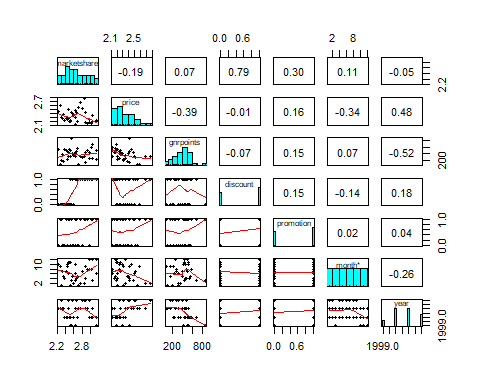 2.1 2.5 0.0 0.6 2 8
marketshare -0.19 0.07 0.79 0.30 0.11 -0.05 2.2
2.1 2.7 price -0.39 -0.01 0.16 -0.34 0.48
gnrpoints -0.07 0.15 0.07 -0.52 200
0.0 1.0 discount 0.15 -0.14 0.18
promotion 0.02 0.04 0.0 1.0
2 10 month* -0.26
year 1999.0
2.2 2.8 200 800 0.0 0.6 1999.0